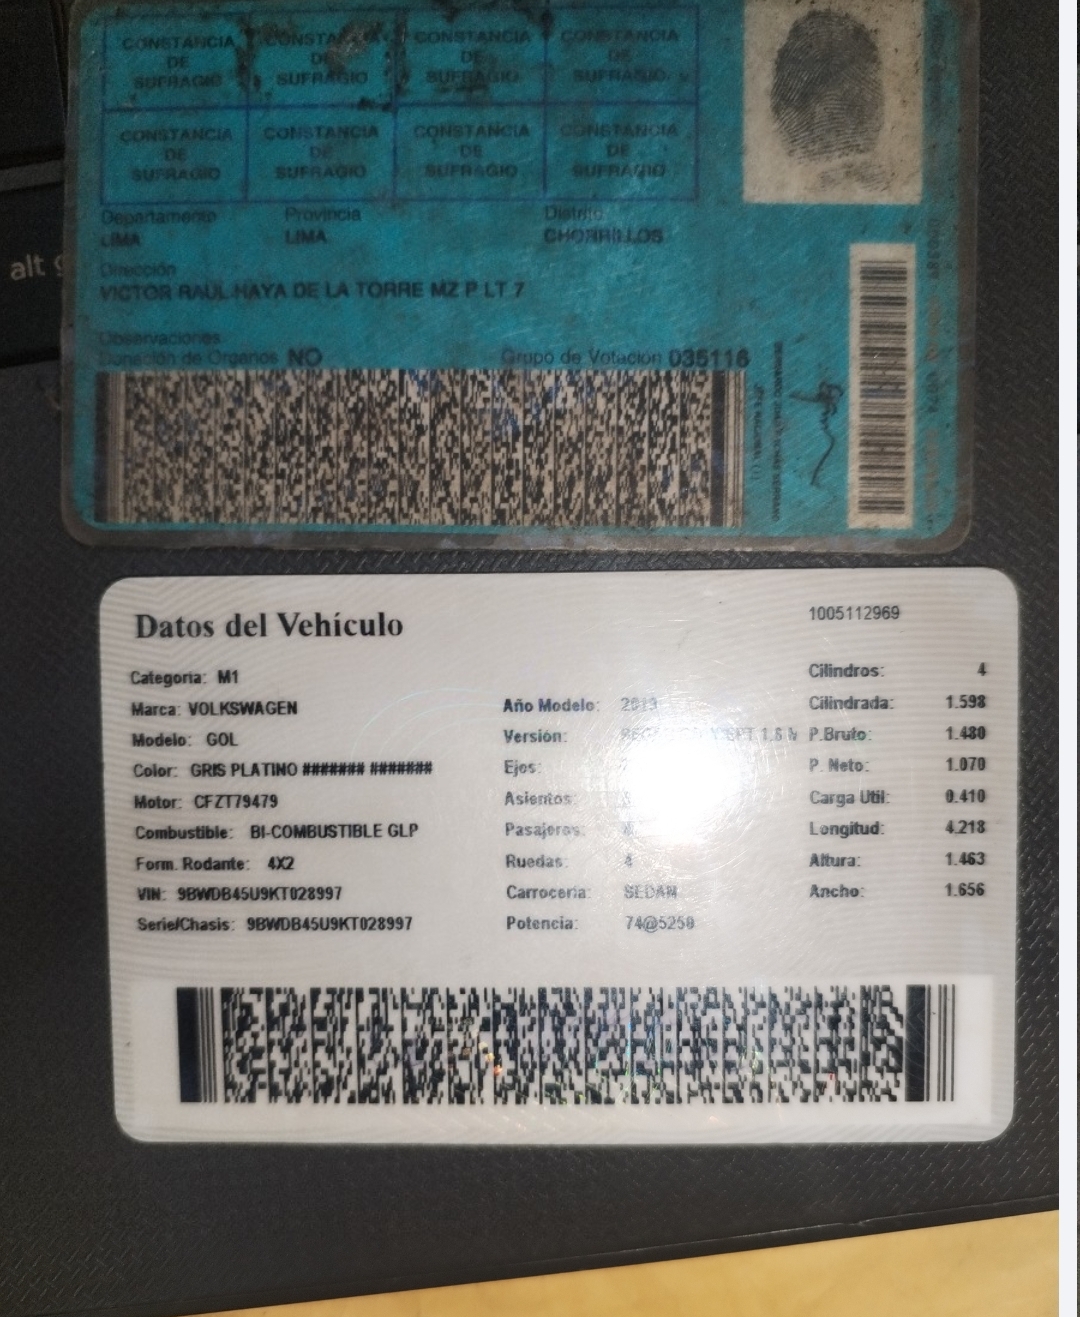 CONSTANCIA CONSTANCIA CONSTANCIA CONSTANCIA
DE DE DE DE
SUFRAGIO SUFRAGIO SUFRAGIO SUFRAGIO
CONSTANCIA CONSTANCIA CONSTANCIA CONSTANCIA
DE DE DE DE
SUFRAGIO SUFRAGIO SUFRAGIO SUFRAGIO
Departamento Provincia Distrito
LIMA LIMA CHORRILLOS
alt
Dirección
VICTOR RAUL HAYA DE LA TORRE MZ P LT 7
Observaciones
Donación de Organos NO Grupo de Votación 035116
Datos del Vehículo 1005112969
Categoria: M1 Cilindros: 4
Marca: VOLKSWAGEN Año Modelo: Cilindrada: 1.598
Modelo: GOL Versión: 1.6 P.Bruto: 1.480
Color: GRIS PLATINO ####### ####### Ejes: P. Neto: 1.070
Motor: CFZT79479 Asientos: Carga Util: 0.410
Combustible: BI-COMBUSTIBLE GLP Pasajeros: Longitud: 4.218
Form. Rodante: 4X2 Ruedas: 4 Altura: 1.463
VIN: 9BWDB45U9KT028997 Carroceria: SEDAN Ancho: 1.656
Serie/Chasis: 9BWDB45U9KT028997 Potencia: 74@5250